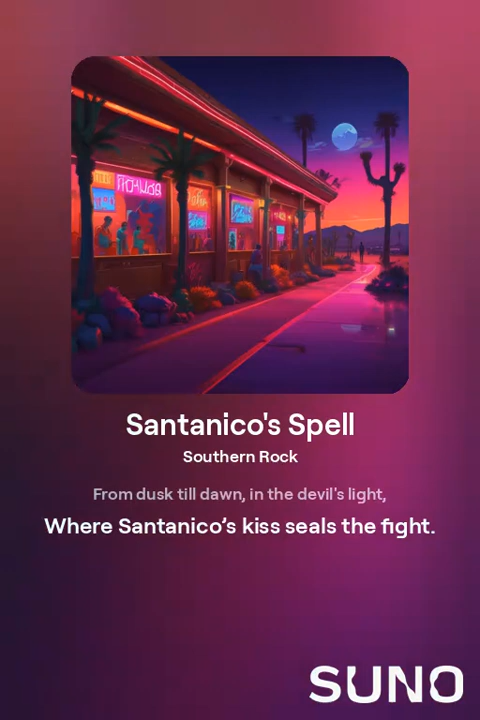 Santanico's Spell
Southern Rock
From dusk till dawn, in the devil's light,
Where Santanico’s kiss seals the fight.
SUNO